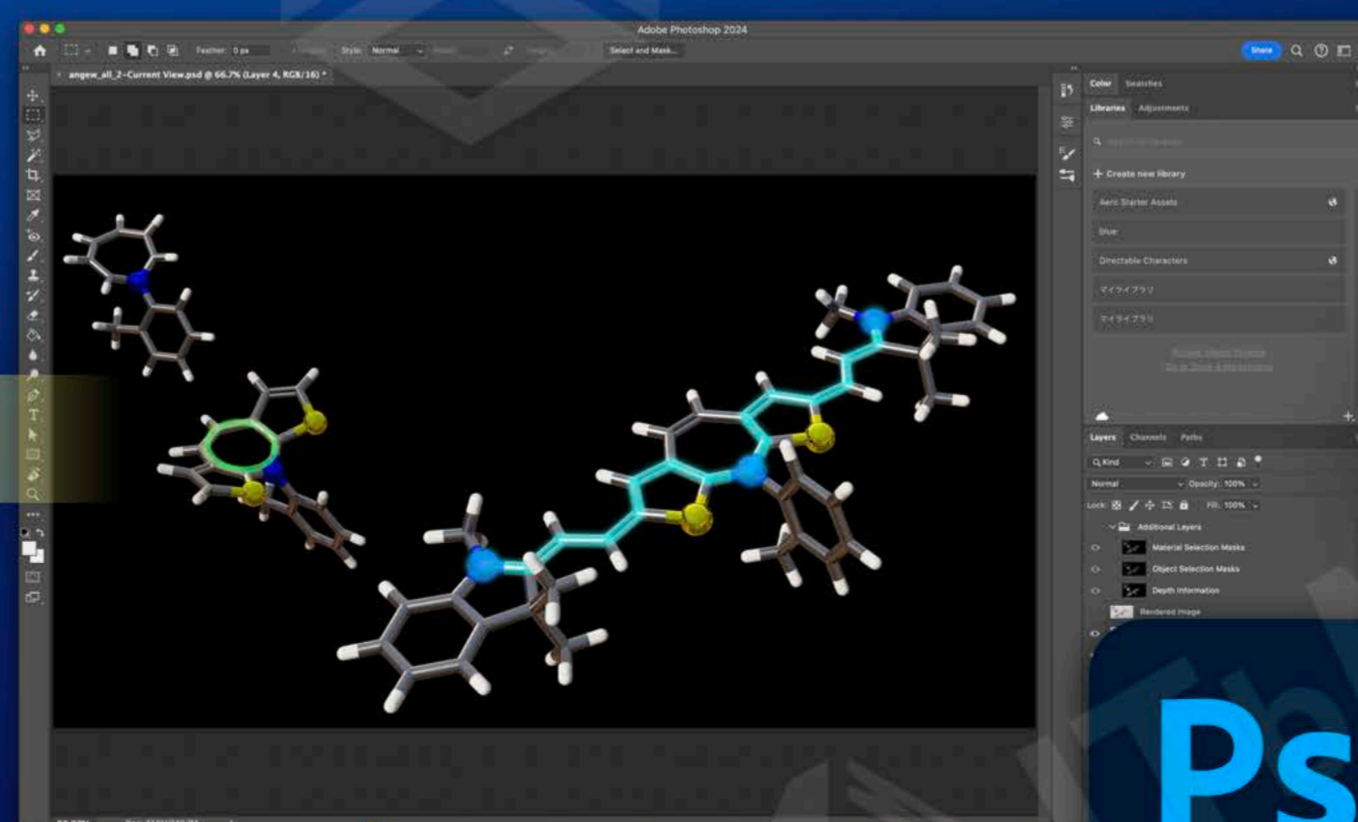 Adobe Photoshop 2024
Feather: 0 px
Style: Normal
Select and Mask...
Share
× angew_all_2-Current View.psd @ 66.7% (Layer 4, RGB/16) *
Color Swatches
Libraries Adjustments
+ Create new library
Aero Starter Assets
blue
Directable Characters
マイライブラリ
マイライブラリ
Layers Channels Paths
Kind
Normal Opacity: 100%
Lock: Fill: 100%
Additional Layers
Material Selection Masks
Object Selection Masks
Depth Information
Rendered Image
Ps